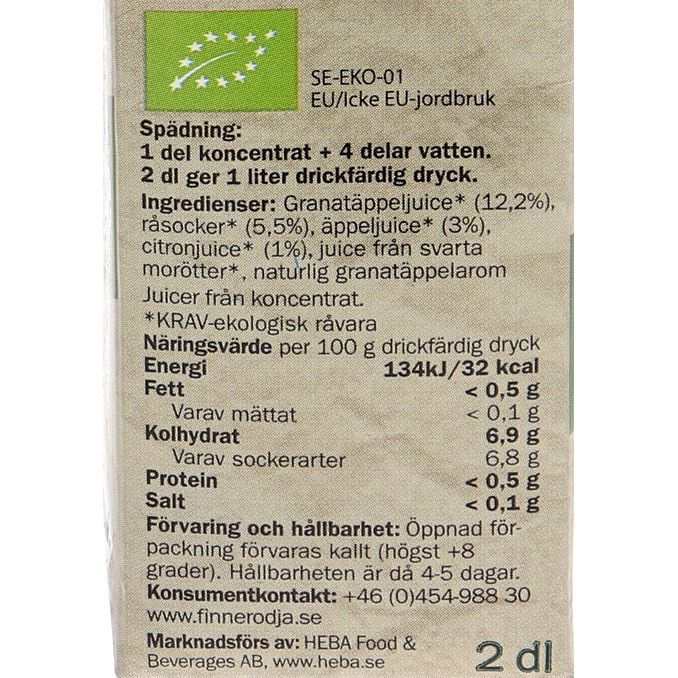 SE-EKO-01
EU/Icke EU-jordbruk
Spädning:
1 del koncentrat + 4 delar vatten.
2 dl ger 1 liter drickfärdig dryck.
Ingredienser: Granatäppeljuice* (12,2%),
råsocker* (5,5%), äppeljuice* (3%),
citronjuice* (1%), juice från svarta
morötter*, naturlig granatäppelarom
Juicer från koncentrat.
*KRAV-ekologisk råvara
Näringsvärde per 100 g drickfärdig dryck
Energi 134kJ/32 kcal
Fett < 0,5 g
Varav mättat < 0,1 g
Kolhydrat 6,9 g
Varav sockerarter 6,8 g
Protein < 0,5 g
Salt < 0,1 g
Förvaring och hållbarhet: Öppnad för-
packning förvaras kallt (högst +8
grader). Hållbarheten är då 4-5 dagar.
Konsumentkontakt: +46 (0)454-988 30
www.finnerodja.se
Marknadsförs av: HEBA Food &
Beverages AB, www.heba.se
2 dl